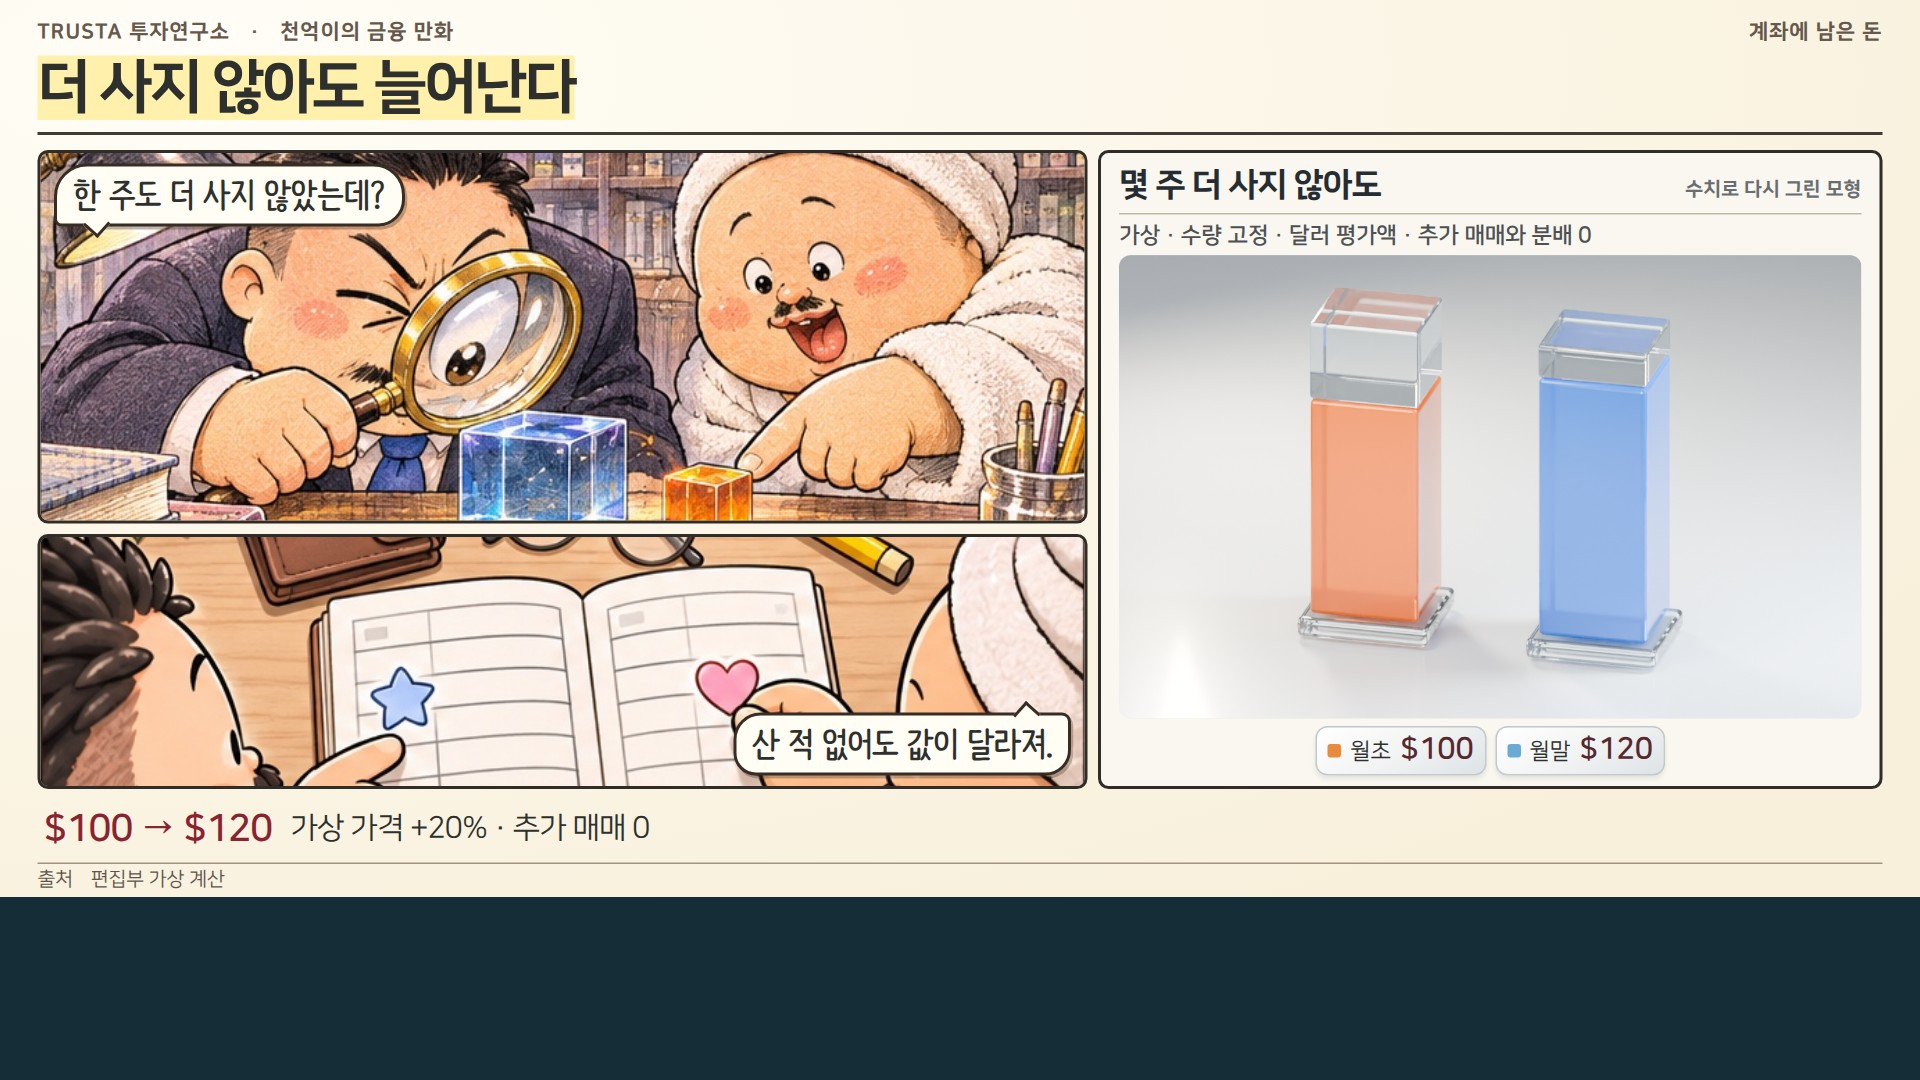 TRUSTA 투자연구소 · 천억이의 금융 만화
계좌에 남은 돈
더 사지 않아도 늘어난다
한 주도 더 사지 않았는데?
산 적 없어도 값이 달라져.
몇 주 더 사지 않아도
수치로 다시 그린 모형
가상 · 수량 고정 · 달러 평가액 · 추가 매매와 분배 0
월초 $100
월말 $120
$100 → $120 가상 가격 +20% · 추가 매매 0
출처 편집부 가상 계산